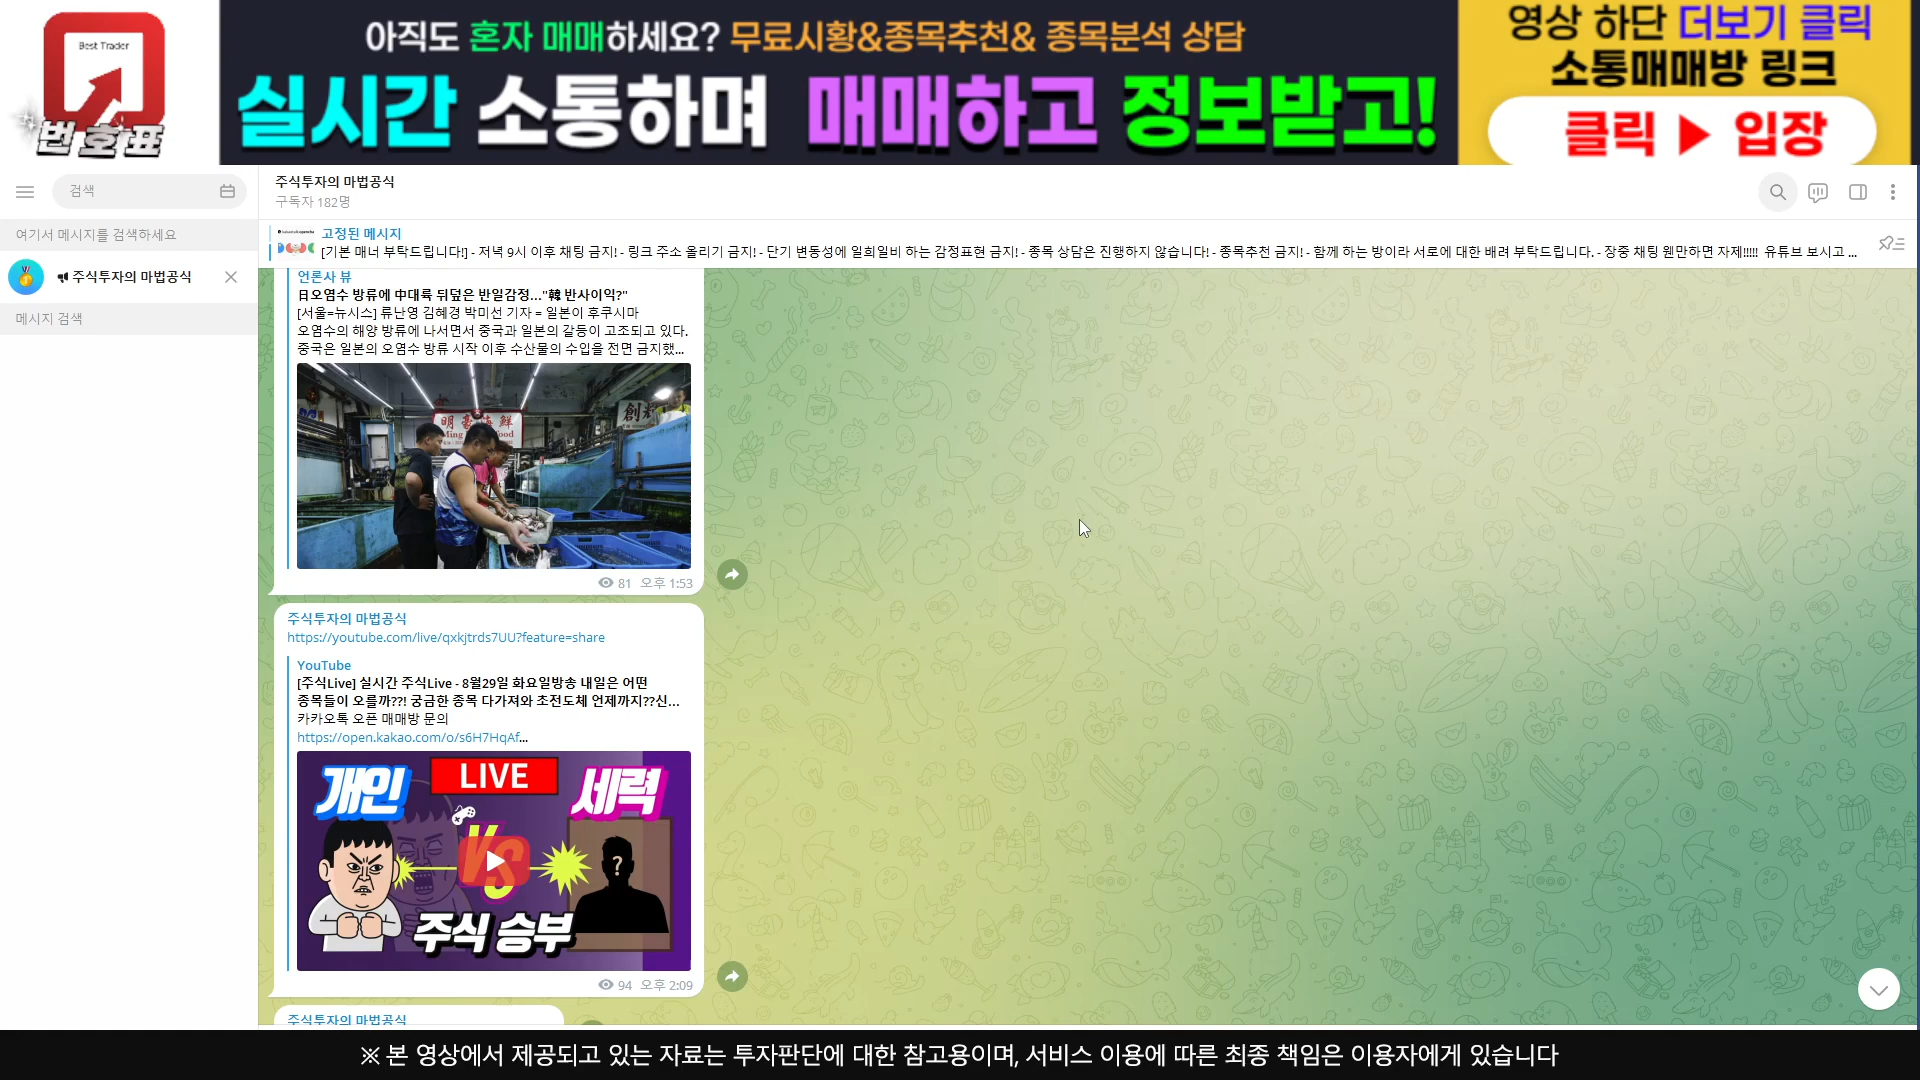 Best Trader
번호표
아직도 혼자 매매하세요? 무료시황&종목추천& 종목분석 상담
실시간 소통하며 매매하고 정보받고!
영상 하단 더보기 클릭
소통매매방 링크
클릭 ▶ 입장
검색
여기서 메시지를 검색하세요
주식투자의 마법공식
메시지 검색
주식투자의 마법공식
구독자 182명
고정된 메시지
[기본 매너 부탁드립니다!] - 저녁 9시 이후 채팅 금지! - 링크 주소 올리기 금지! - 단기 변동성에 일희일비 하는 감정표현 금지! - 종목 상담은 진행하지 않습니다! - 종목추천 금지! - 함께 하는 방이라 서로에 대한 배려 부탁드립니다. - 장중 채팅 웬만하면 자제!!!!! 유튜브 보시고 ...
언론사 뷰
日오염수 방류에 中대륙 뒤덮은 반일감정..."韓 반사이익?"
[서울=뉴시스] 류난영 김혜경 박미선 기자 = 일본이 후쿠시마
오염수의 해양 방류에 나서면서 중국과 일본의 갈등이 고조되고 있다.
중국은 일본의 오염수 방류 시작 이후 수산물의 수입을 전면 금지했...
明豪海鮮
81 오후 1:53
주식투자의 마법공식
https://youtube.com/live/qxkjtrds7UU?feature=share
YouTube
[주식Live] 실시간 주식Live - 8월29일 화요일방송 내일은 어떤
종목들이 오를까??! 궁금한 종목 다가져와 초전도체 언제까지??신...
카카오톡 오픈 매매방 문의
https://open.kakao.com/o/s6H7HqAf...
개인 LIVE 세력
VS
?
주식 승부
94 오후 2:09
주식투자의 마법공식
※ 본 영상에서 제공되고 있는 자료는 투자판단에 대한 참고용이며, 서비스 이용에 따른 최종 책임은 이용자에게 있습니다